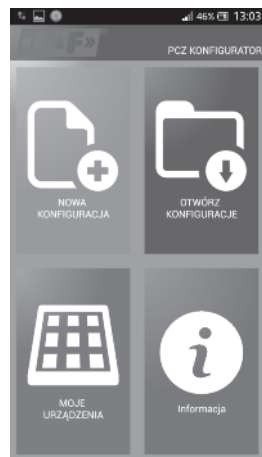 46% 13:03
«F&F»
PCZ KONFIGURATOR
NOWA
KONFIGURACJA
OTWÓRZ
KONFIGURACJE
MOJE
URZĄDZENIA
Informacja